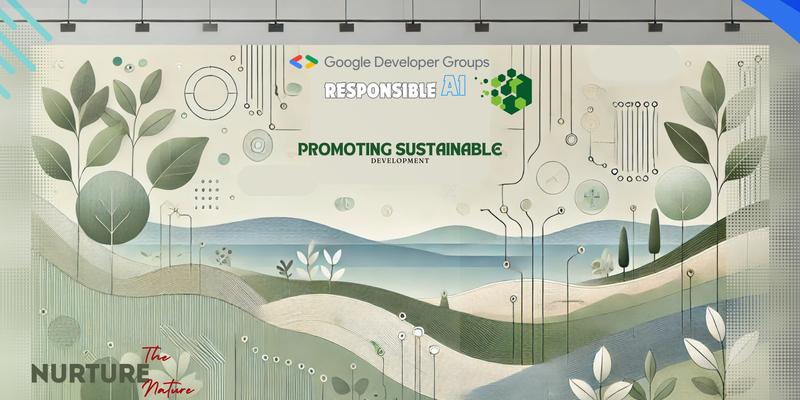 Google Developer Groups
RESPONSIBLE AI
PROMOTING SUSTAINABLE
DEVELOPMENT
The
NURTURE
Nature